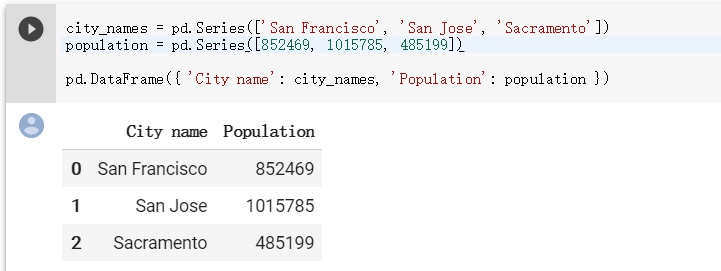 city_names = pd.Series(['San Francisco', 'San Jose', 'Sacramento'])
population = pd.Series([852469, 1015785, 485199])
pd.DataFrame({ 'City name': city_names, 'Population': population })
City name Population
0 San Francisco 852469
1 San Jose 1015785
2 Sacramento 485199